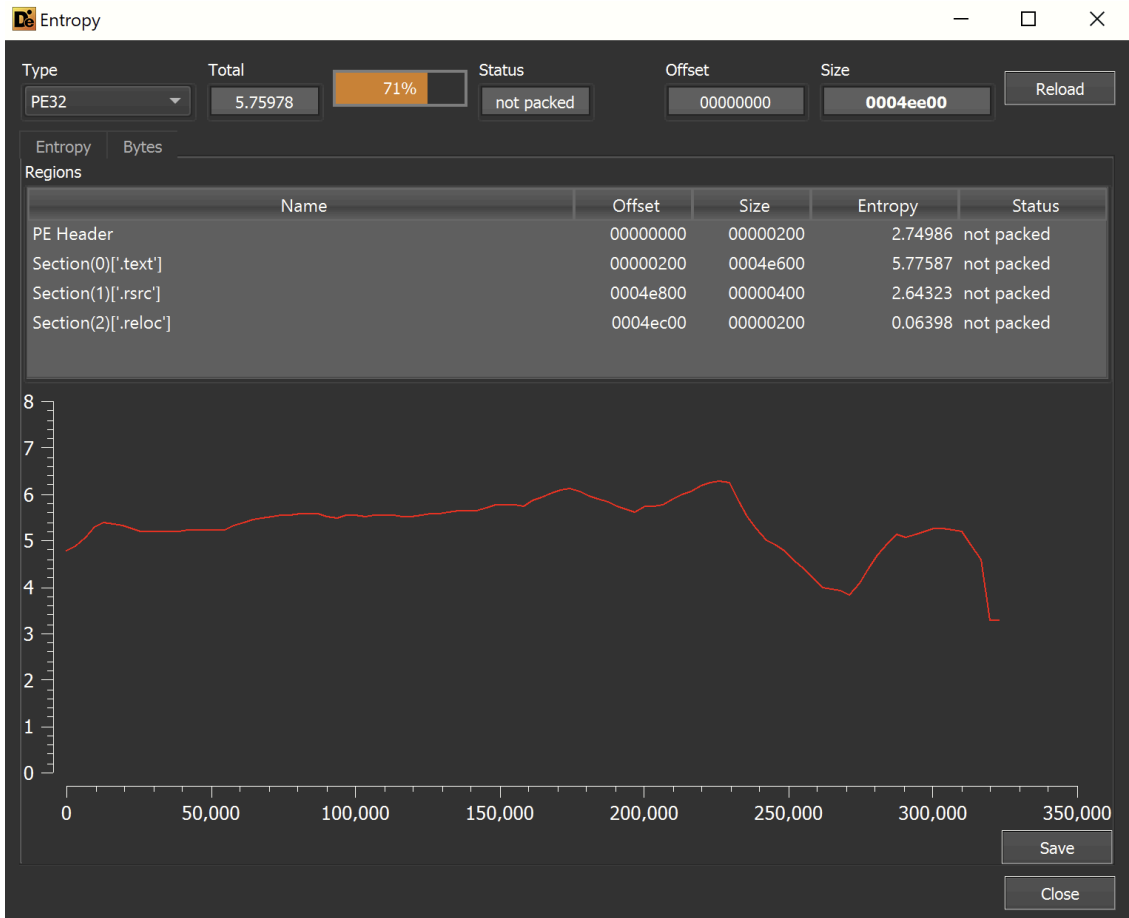 De Entropy
Type Total Status Offset Size
PE32 5.75978 71% not packed 00000000 0004ee00 Reload
Entropy Bytes
Regions
Name Offset Size Entropy Status
PE Header 00000000 00000200 2.74986 not packed
Section(0)['.text'] 00000200 0004e600 5.77587 not packed
Section(1)['.rsrc'] 0004e800 00000400 2.64323 not packed
Section(2)['.reloc'] 0004ec00 00000200 0.06398 not packed
8
7
6
5
4
3
2
1
0
0 50,000 100,000 150,000 200,000 250,000 300,000 350,000
Save
Close